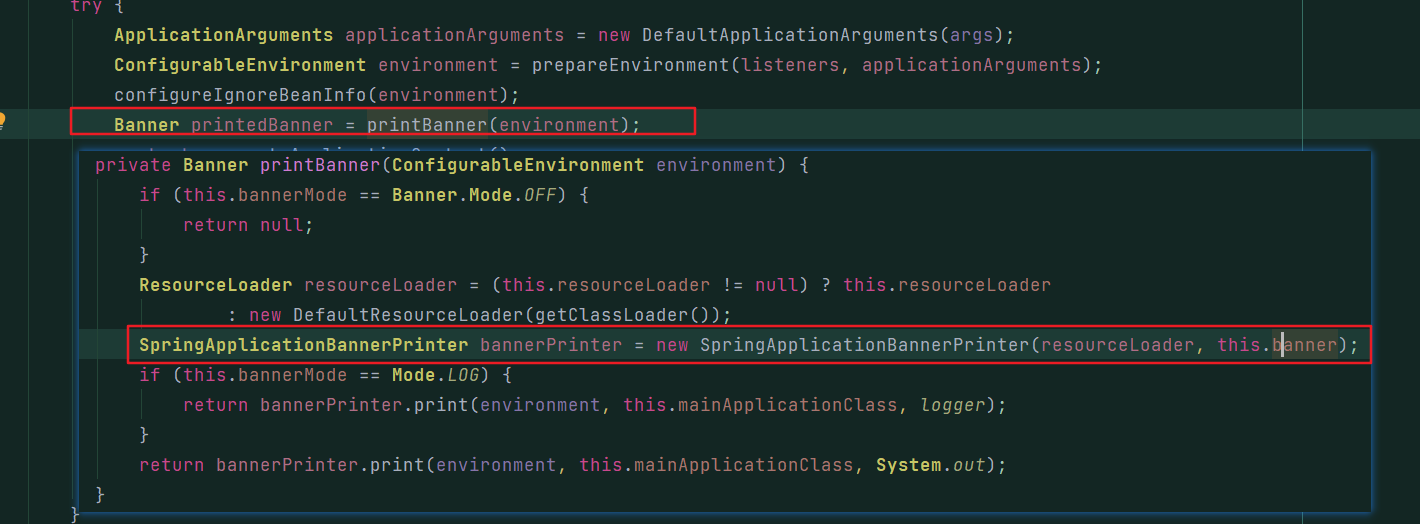 try {
ApplicationArguments applicationArguments = new DefaultApplicationArguments(args);
ConfigurableEnvironment environment = prepareEnvironment(listeners, applicationArguments);
configureIgnoreBeanInfo(environment);
Banner printedBanner = printBanner(environment);
private Banner printBanner(ConfigurableEnvironment environment) {
if (this.bannerMode == Banner.Mode.OFF) {
return null;
}
ResourceLoader resourceLoader = (this.resourceLoader != null) ? this.resourceLoader
: new DefaultResourceLoader(getClassLoader());
SpringApplicationBannerPrinter bannerPrinter = new SpringApplicationBannerPrinter(resourceLoader, this.banner);
if (this.bannerMode == Mode.LOG) {
return bannerPrinter.print(environment, this.mainApplicationClass, logger);
}
return bannerPrinter.print(environment, this.mainApplicationClass, System.out);
}
}